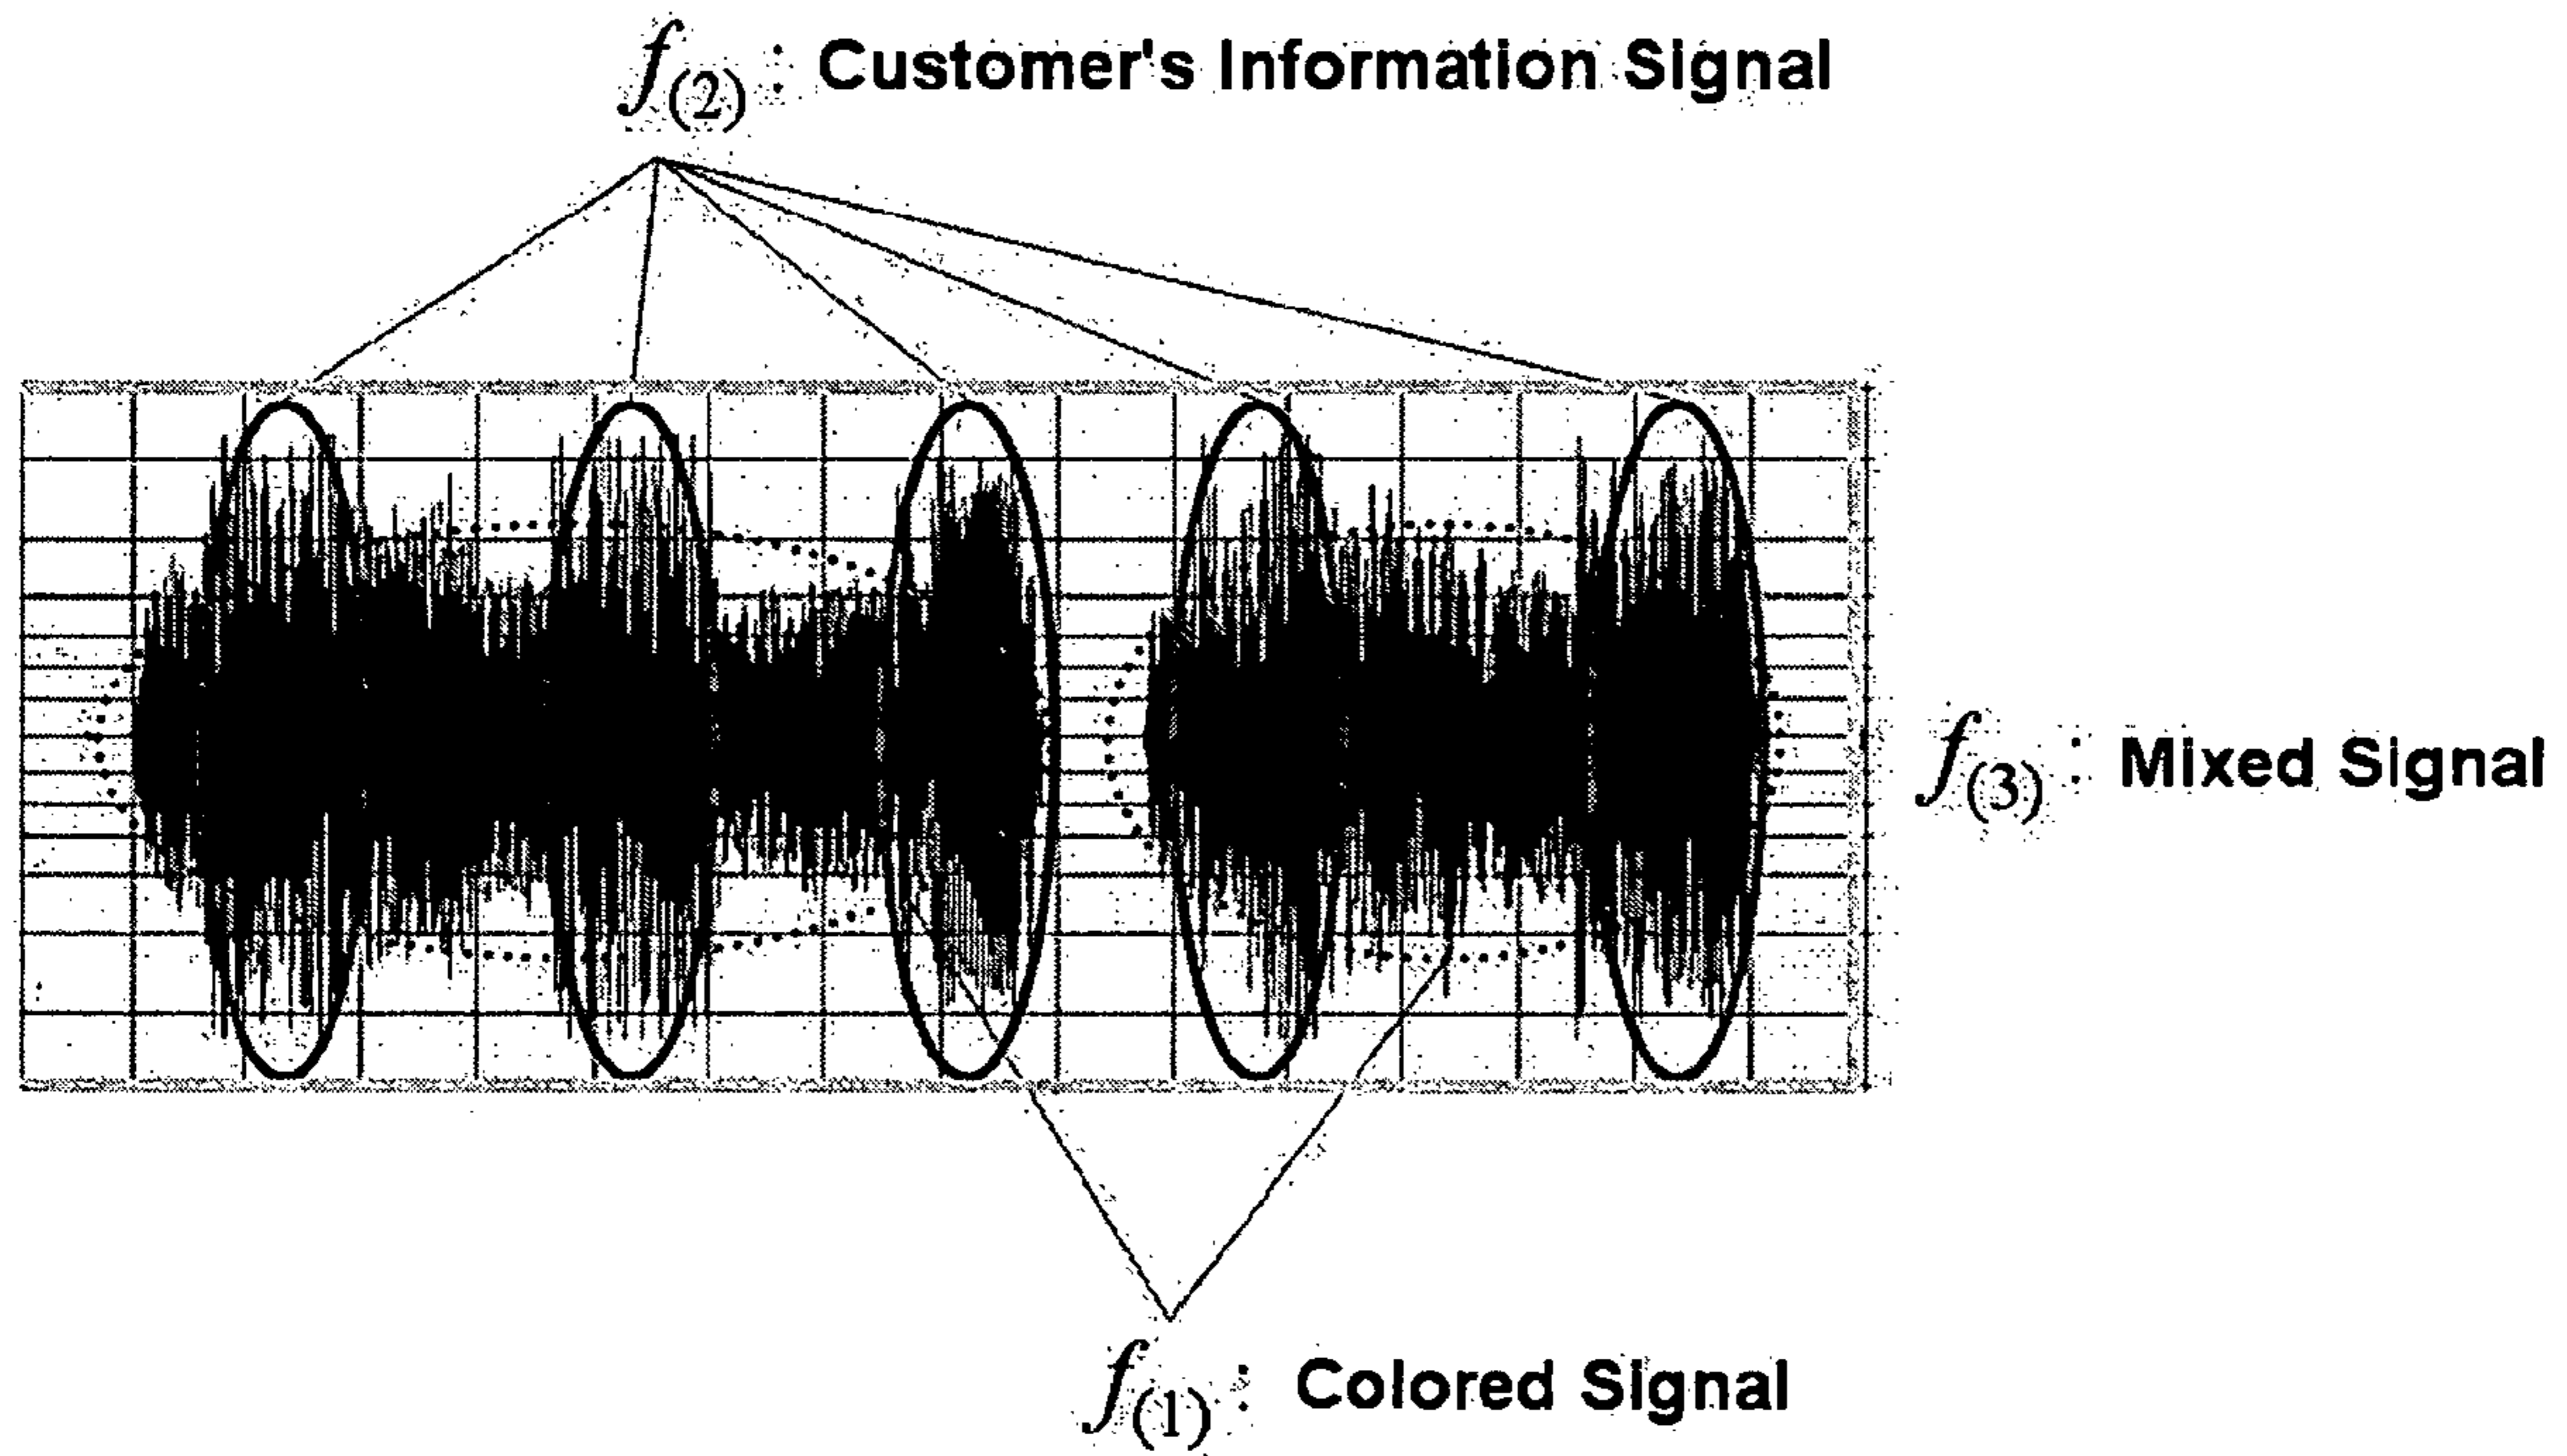 f(2) : Customer's Information Signal
f(3) : Mixed Signal
f(1) : Colored Signal